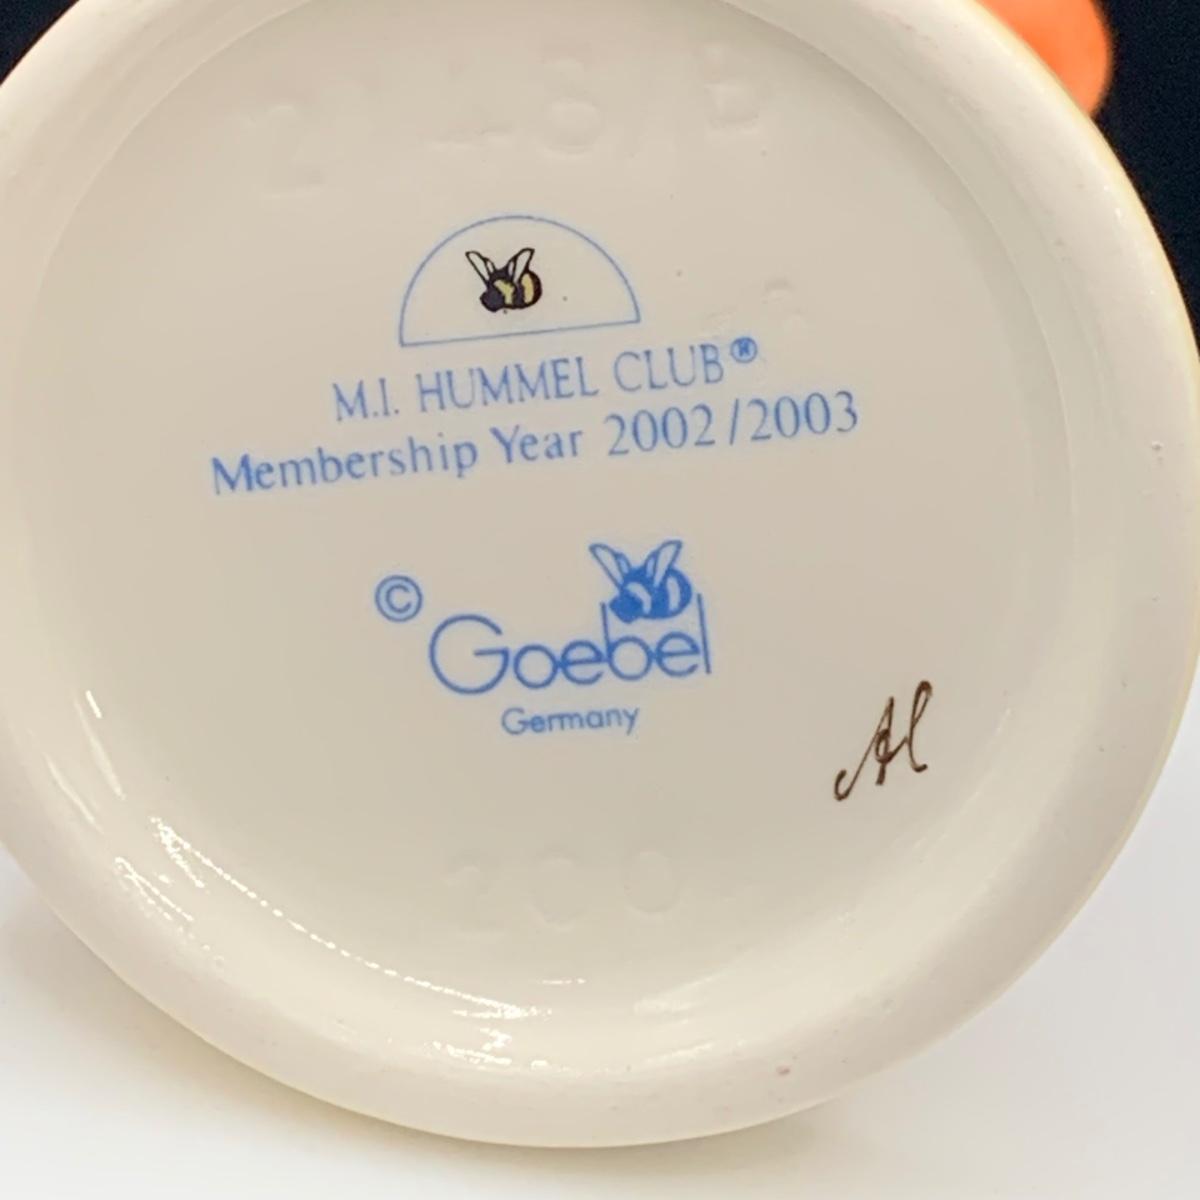 M.I. HUMMEL CLUB®
Membership Year 2002/2003
©
Goebel
Germany